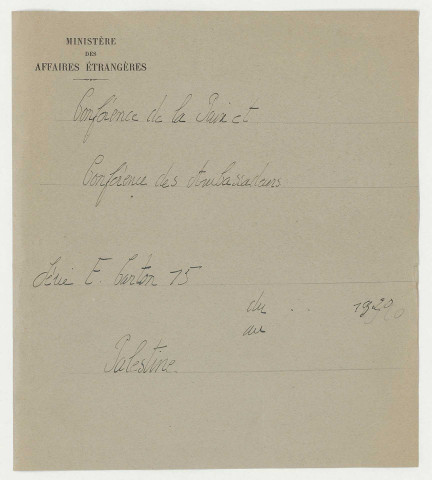 MINISTÈRE
DES
AFFAIRES ÉTRANGÈRES
Conférence de la Paix et
Conférence des Ambassadeurs
Série E. Carton 15
du . . 1920
au
Palestine.